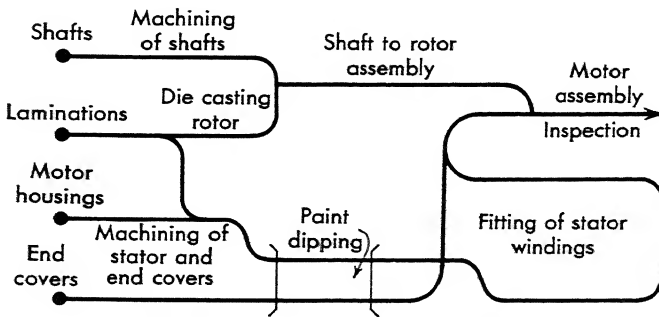 Shafts
Machining
of shafts
Shaft to rotor
assembly
Motor
assembly
Laminations
Die casting
rotor
Inspection
Motor
housings
Machining of
stator and
end covers
Paint
dipping
Fitting of stator
windings
End
covers